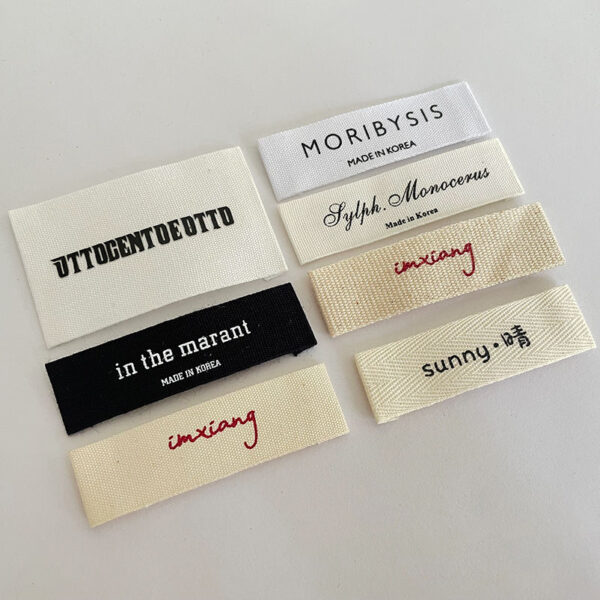 OTTOCENTOEOTTO
in the marant
MADE IN KOREA
imxiang
MORIBYSIS
MADE IN KOREA
Sylph. Monocerus
Made in Korea
imxiang
sunny·晴